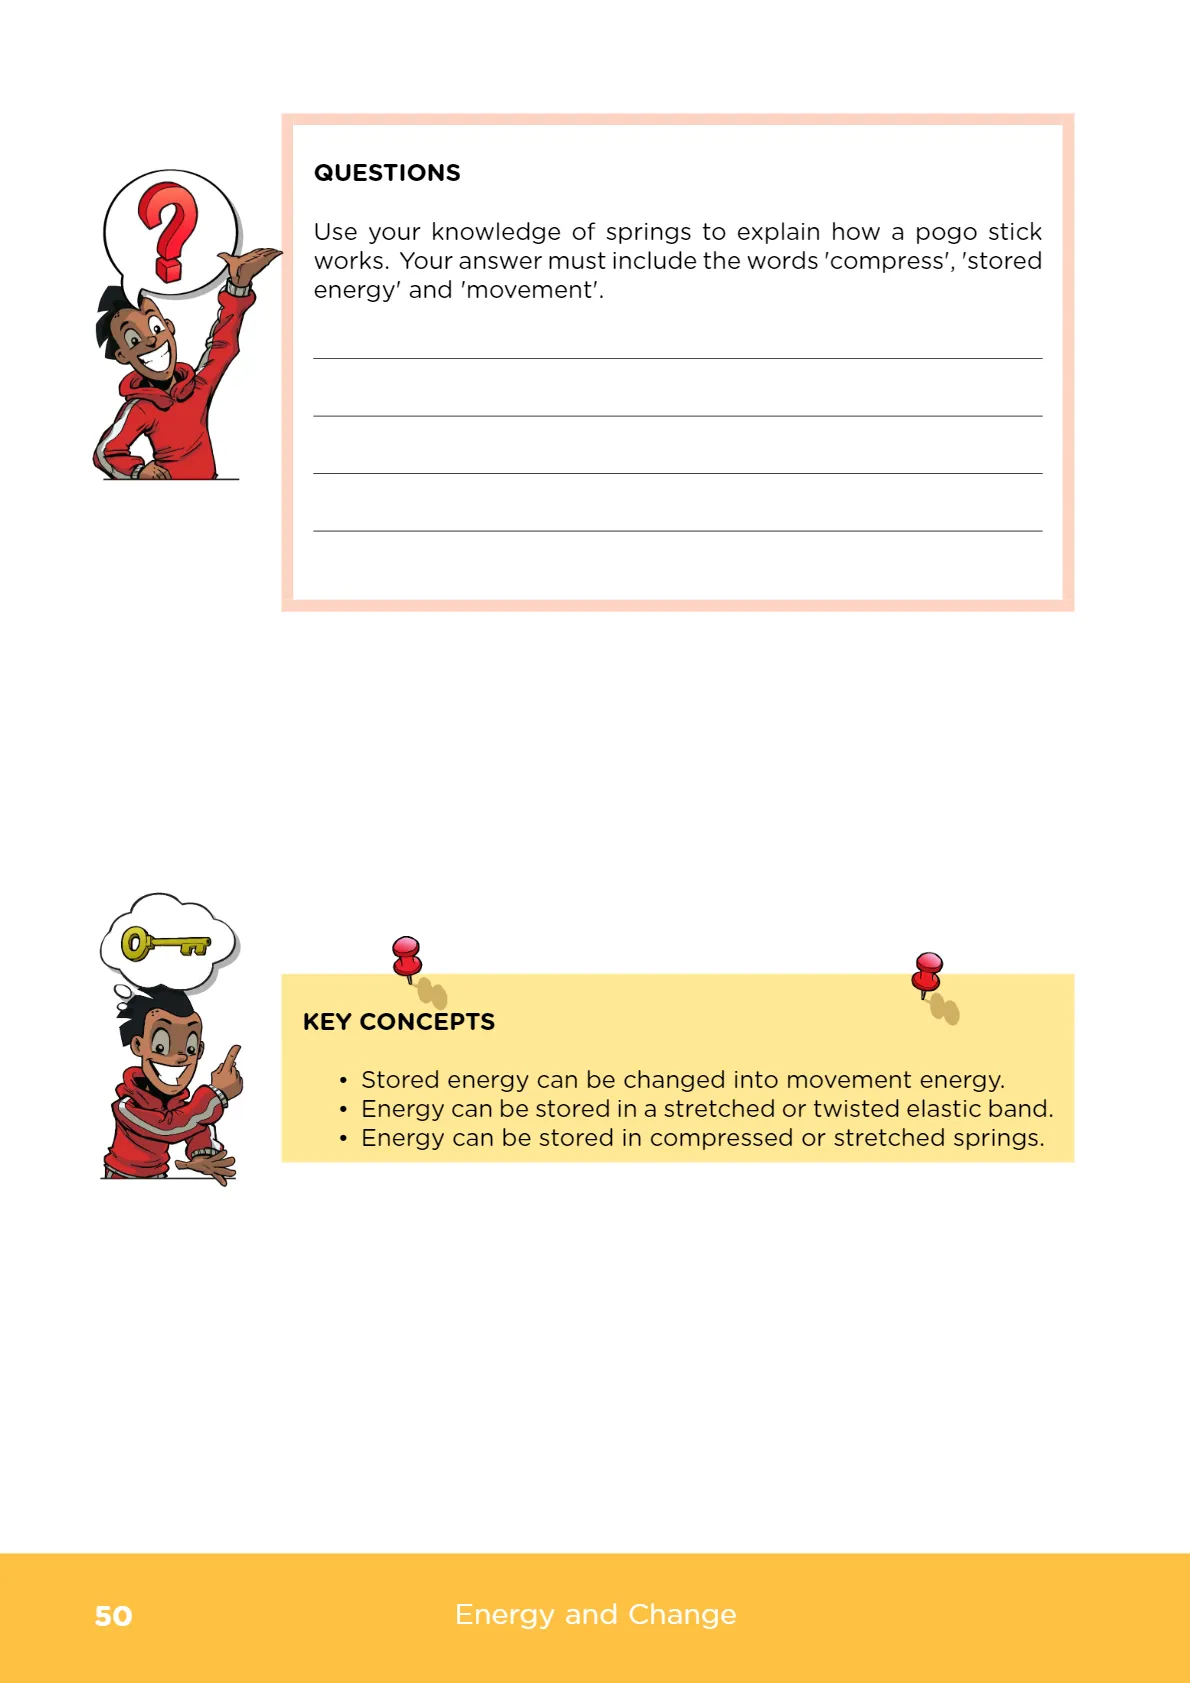 QUESTIONS
Use your knowledge of springs to explain how a pogo stick
works. Your answer must include the words 'compress', 'stored
energy' and 'movement'.
KEY CONCEPTS
• Stored energy can be changed into movement energy.
• Energy can be stored in a stretched or twisted elastic band.
• Energy can be stored in compressed or stretched springs.
50
Energy and Change